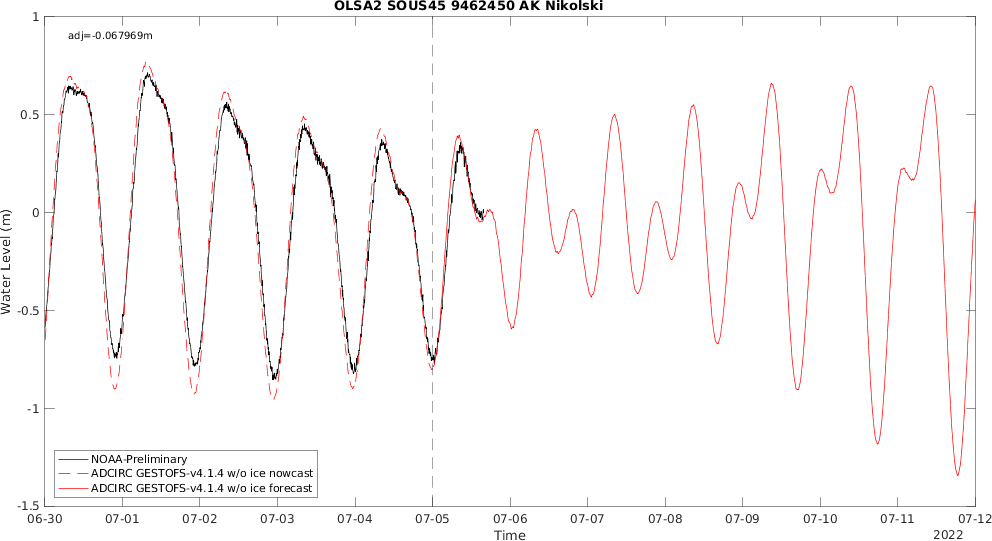 OLSA2 SOUS45 9462450 AK Nikolski
adj=-0.067969m
1
0.5
0
-0.5
-1
-1.5
Water Level (m)
NOAA-Preliminary
ADCIRC GESTOFS-v4.1.4 w/o ice nowcast
ADCIRC GESTOFS-v4.1.4 w/o ice forecast
06-30 07-01 07-02 07-03 07-04 07-05 07-06 07-07 07-08 07-09 07-10 07-11 07-12
Time
2022